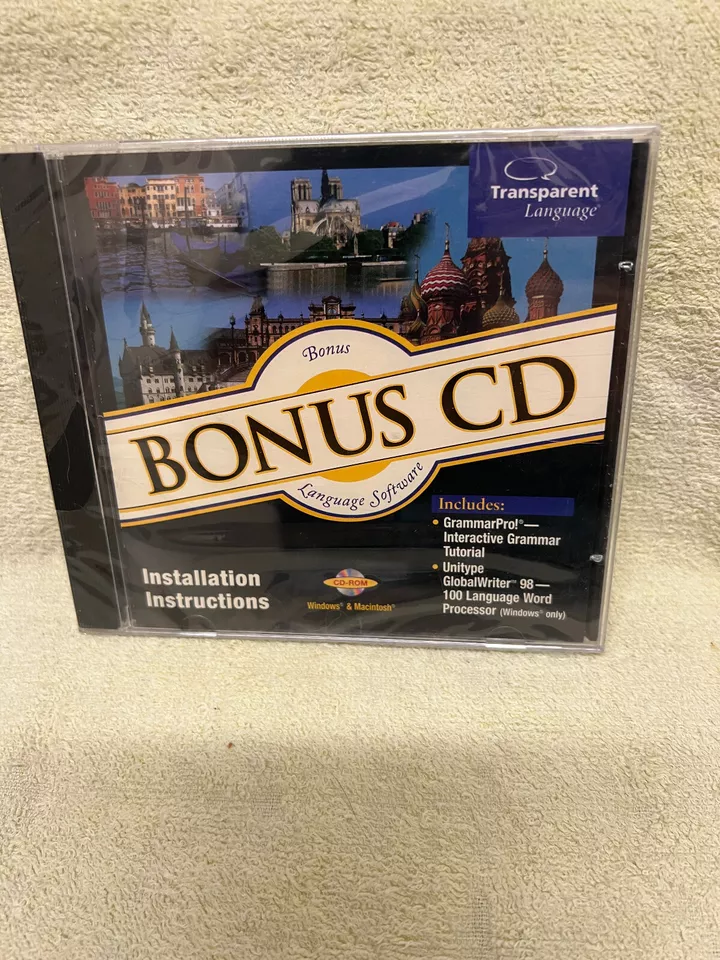 Transparent
Language®
Bonus
BONUS CD
Language Software
Includes:
• GrammarPro!®—
Interactive Grammar
Tutorial
• Unitype
GlobalWriter™ 98—
100 Language Word
Processor (Windows® only)
Installation
Instructions
CD-ROM
Windows® & Macintosh®